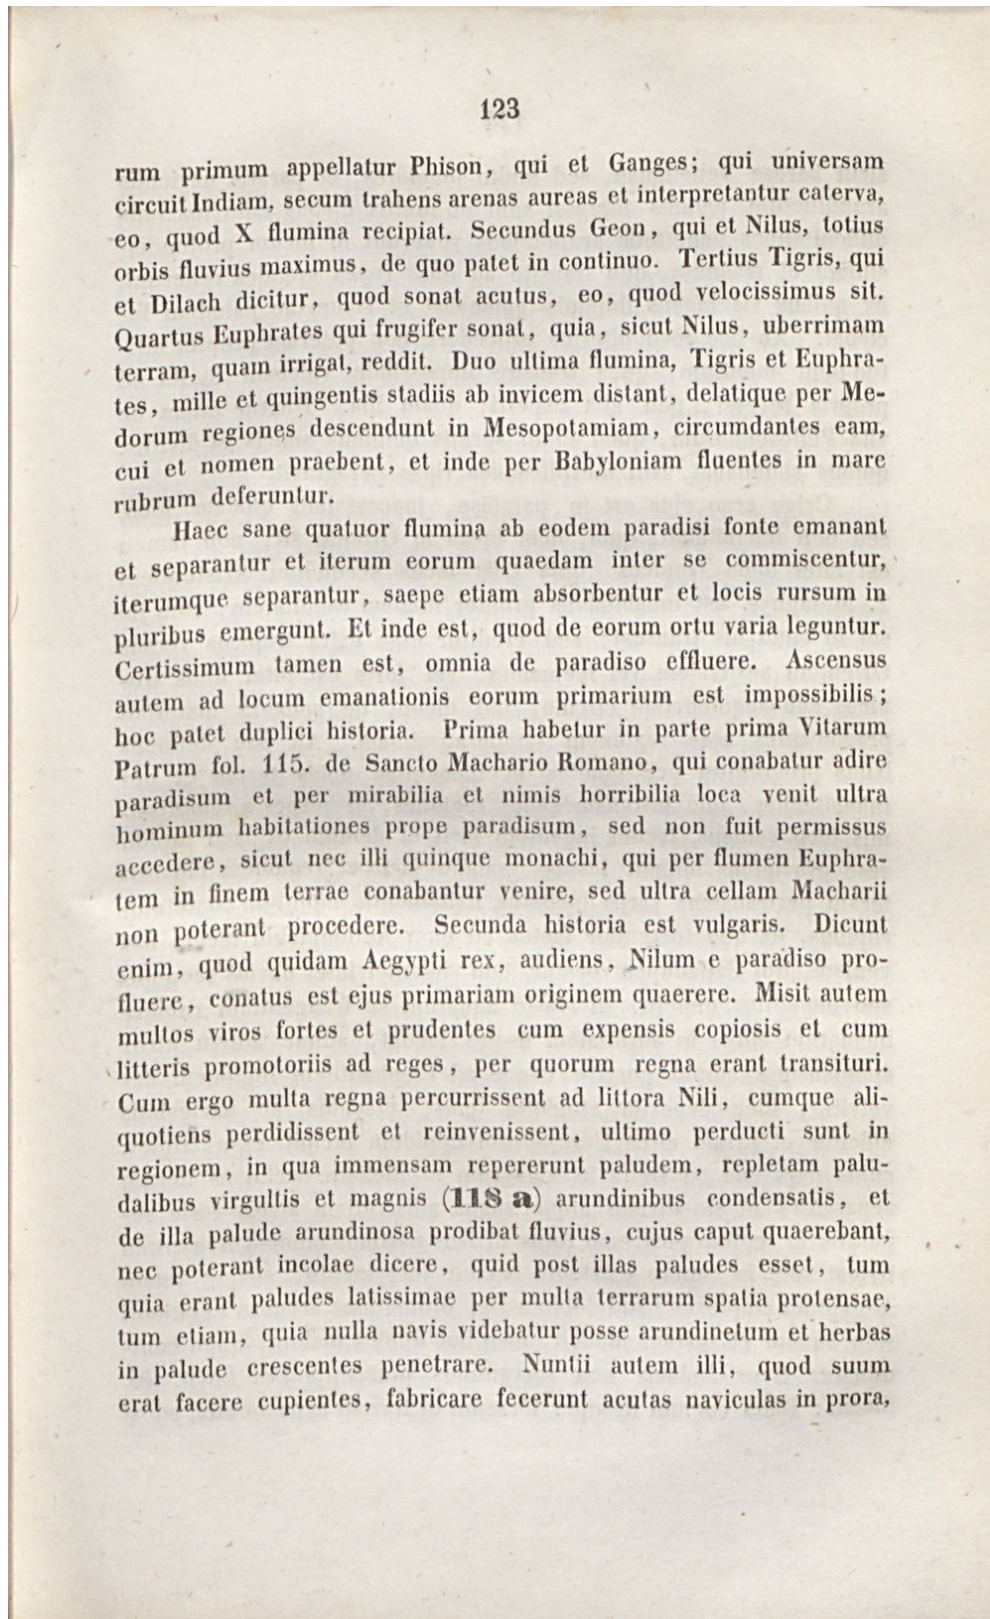 123
rum primum appellatur Phison, qui et Ganges; qui universam
circuit Indiam, secum trahens arenas aureas et interpretantur caterva,
eo, quod X flumina recipiat. Secundus Geon, qui et Nilus, totius
orbis fluvius maximus, de quo patet in continuo. Tertius Tigris, qui
et Dilach dicitur, quod sonat acutus, eo, quod velocissimus sit.
Quartus Euphrates qui frugifer sonat, quia, sicut Nilus, uberrimam
terram, quam irrigat, reddit. Duo ultima flumina, Tigris et Euphra-
tes, mille et quingentis stadiis ab invicem distant, delatique per Me-
dorum regiones descendunt in Mesopotamiam, circumdantes eam,
cui et nomen praebent, et inde per Babyloniam fluentes in mare
rubrum deferuntur.
Haec sane quatuor flumina ab eodem paradisi fonte emanant
et separantur et iterum eorum quaedam inter se commiscentur,
iterumque separantur, saepe etiam absorbentur et locis rursum in
pluribus emergunt. Et inde est, quod de eorum ortu varia leguntur.
Certissimum tamen est, omnia de paradiso effluere. Ascensus
autem ad locum emanationis eorum primarium est impossibilis;
hoc patet duplici historia. Prima habetur in parte prima Vitarum
Patrum fol. 115. de Sancto Machario Romano, qui conabatur adire
paradisum et per mirabilia et nimis horribilia loca venit ultra
hominum habitationes prope paradisum, sed non fuit permissus
accedere, sicut nec illi quinque monachi, qui per flumen Euphra-
tem in finem terrae conabantur venire, sed ultra cellam Macharii
non poterant procedere. Secunda historia est vulgaris. Dicunt
enim, quod quidam Aegypti rex, audiens, Nilum e paradiso pro-
fluere, conatus est ejus primariam originem quaerere. Misit autem
multos viros fortes et prudentes cum expensis copiosis et cum
litteris promotoriis ad reges, per quorum regna erant transituri.
Cum ergo multa regna percurrissent ad littora Nili, cumque ali-
quotiens perdidissent et reinvenissent, ultimo perducti sunt in
regionem, in qua immensam repererunt paludem, repletam palu-
dalibus virgultis et magnis (118 a) arundinibus condensatis, et
de illa palude arundinosa prodibat fluvius, cujus caput quaerebant,
nec poterant incolae dicere, quid post illas paludes esset, tum
quia erant paludes latissimae per multa terrarum spatia protensae,
tum etiam, quia nulla navis videbatur posse arundinetum et herbas
in palude crescentes penetrare. Nuntii autem illi, quod suum
erat facere cupientes, fabricare fecerunt acutas naviculas in prora,